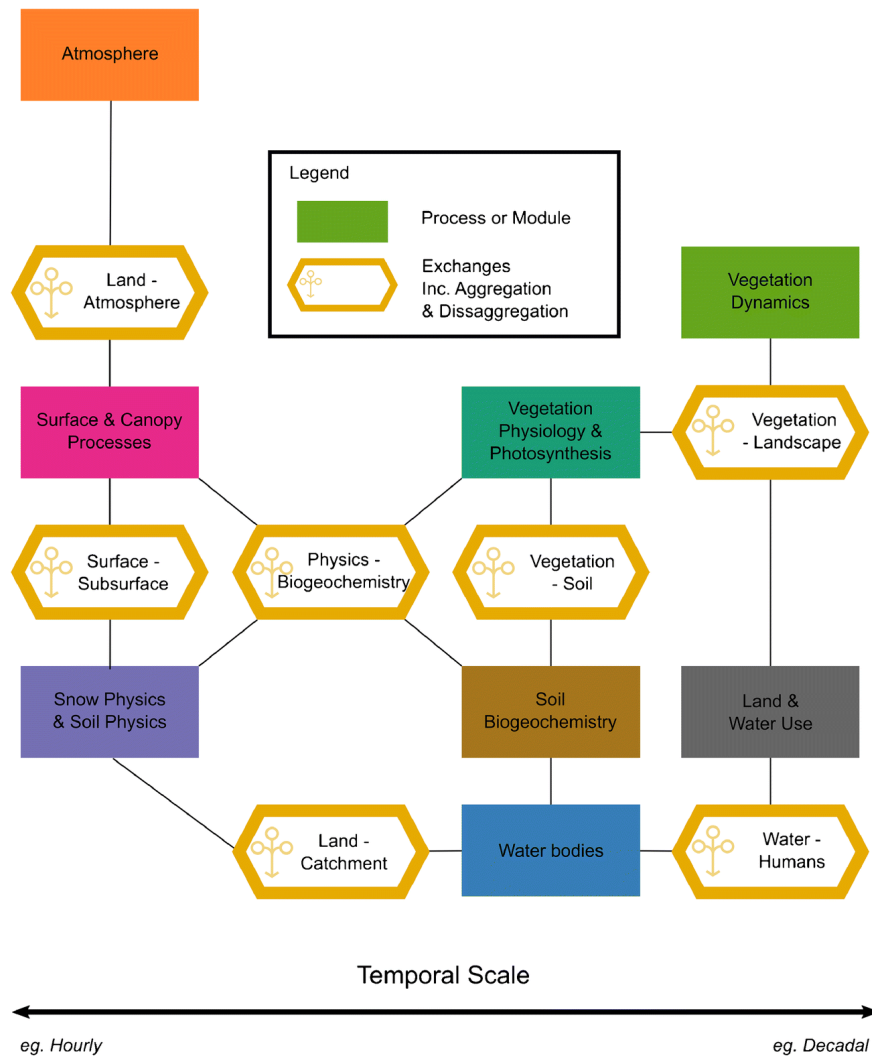 Atmosphere
Legend
Process or Module
Exchanges
Inc. Aggregation
& Dissaggregation
Land -
Atmosphere
Vegetation
Dynamics
Surface & Canopy
Processes
Vegetation
Physiology &
Photosynthesis
Vegetation
- Landscape
Surface -
Subsurface
Physics -
Biogeochemistry
Vegetation
- Soil
Snow Physics
& Soil Physics
Soil
Biogeochemistry
Land &
Water Use
Land -
Catchment
Water bodies
Water -
Humans
Temporal Scale
eg. Hourly
eg. Decadal